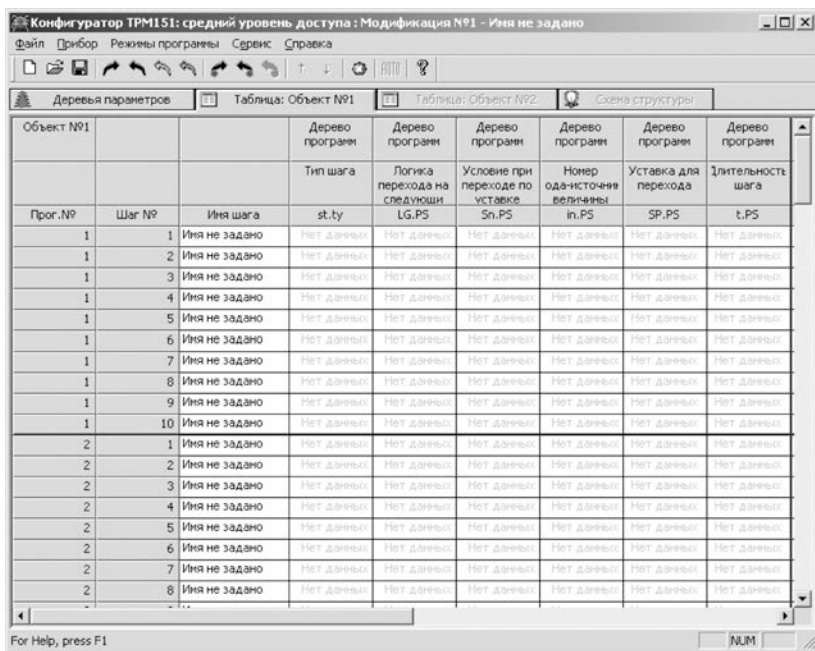 Конфигуратор ТРМ151: средний уровень доступа : Модификация №1 - Имя не задано
Файл Прибор Режимы программы Сервис Справка
AUTO
Деревья параметров Таблица: Объект №1 Таблица: Объект №2 Схема структуры
Объект №1 Дерево программ Дерево программ Дерево программ Дерево программ Дерево программ Дерево программ
Тип шага Логика перехода на следующи Условие при переходе по уставке Номер ода-источни величины Уставка для перехода Длительность шага
Прог.№ Шаг № Имя шага st.ty LG.PS Sn.PS in.PS SP.PS t.PS
1 1 Имя не задано Нет данных Нет данных Нет данных Нет данных Нет данных Нет данных
1 2 Имя не задано Нет данных Нет данных Нет данных Нет данных Нет данных Нет данных
1 3 Имя не задано Нет данных Нет данных Нет данных Нет данных Нет данных Нет данных
1 4 Имя не задано Нет данных Нет данных Нет данных Нет данных Нет данных Нет данных
1 5 Имя не задано Нет данных Нет данных Нет данных Нет данных Нет данных Нет данных
1 6 Имя не задано Нет данных Нет данных Нет данных Нет данных Нет данных Нет данных
1 7 Имя не задано Нет данных Нет данных Нет данных Нет данных Нет данных Нет данных
1 8 Имя не задано Нет данных Нет данных Нет данных Нет данных Нет данных Нет данных
1 9 Имя не задано Нет данных Нет данных Нет данных Нет данных Нет данных Нет данных
1 10 Имя не задано Нет данных Нет данных Нет данных Нет данных Нет данных Нет данных
2 1 Имя не задано Нет данных Нет данных Нет данных Нет данных Нет данных Нет данных
2 2 Имя не задано Нет данных Нет данных Нет данных Нет данных Нет данных Нет данных
2 3 Имя не задано Нет данных Нет данных Нет данных Нет данных Нет данных Нет данных
2 4 Имя не задано Нет данных Нет данных Нет данных Нет данных Нет данных Нет данных
2 5 Имя не задано Нет данных Нет данных Нет данных Нет данных Нет данных Нет данных
2 6 Имя не задано Нет данных Нет данных Нет данных Нет данных Нет данных Нет данных
2 7 Имя не задано Нет данных Нет данных Нет данных Нет данных Нет данных Нет данных
2 8 Имя не задано Нет данных Нет данных Нет данных Нет данных Нет данных Нет данных
For Help, press F1 NUM